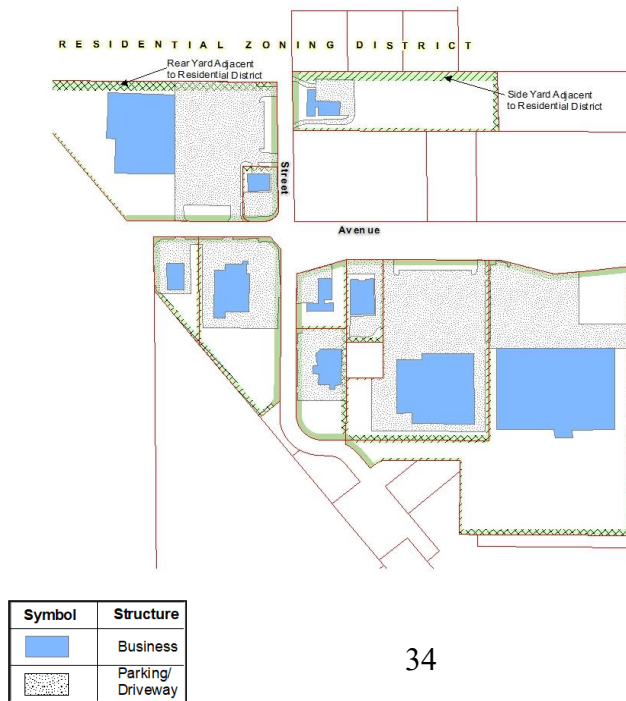 RESIDENTIAL ZONING DISTRICT
Rear Yard Adjacent
to Residential District
Side Yard Adjacent
to Residential District
Street
Avenue
Symbol Structure
Business
Parking/
Driveway
34